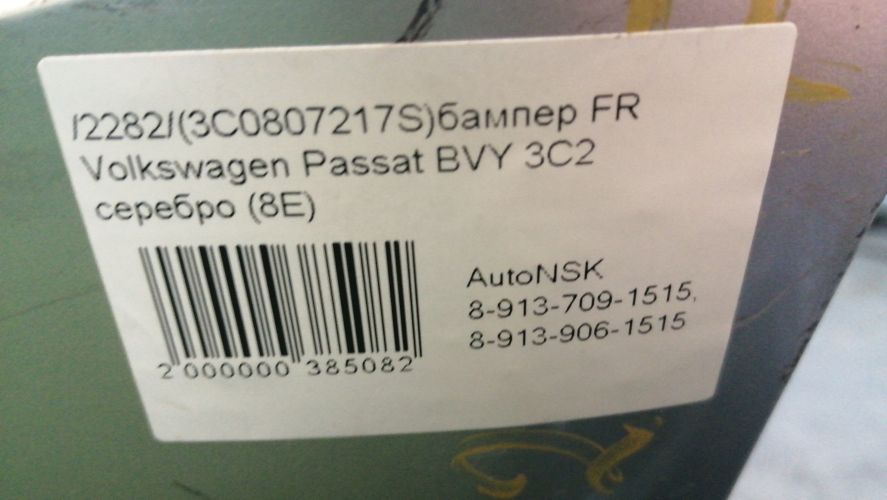 /2282/(3C0807217S)бампер FR
Volkswagen Passat BVY 3C2
серебро (8E)
2 000000 385082
AutoNSK
8-913-709-1515,
8-913-906-1515